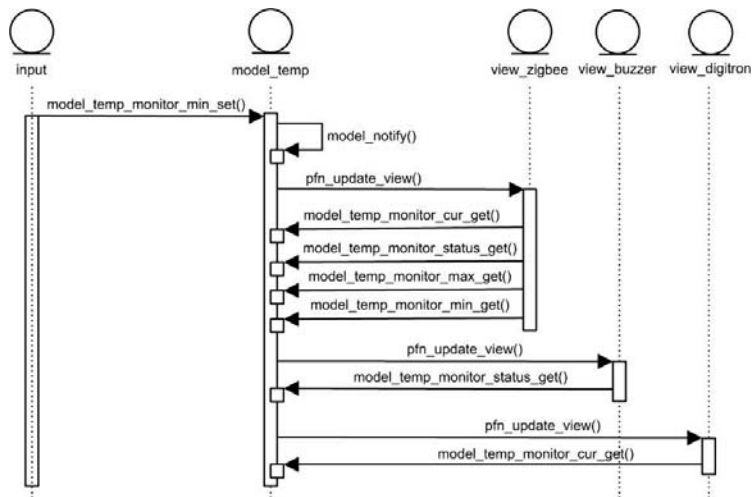 input
model_temp
view_zigbee
view_buzzer
view_digitron
model_temp_monitor_min_set()
model_notify()
pfn_update_view()
model_temp_monitor_cur_get()
model_temp_monitor_status_get()
model_temp_monitor_max_get()
model_temp_monitor_min_get()
pfn_update_view()
model_temp_monitor_status_get()
pfn_update_view()
model_temp_monitor_cur_get()